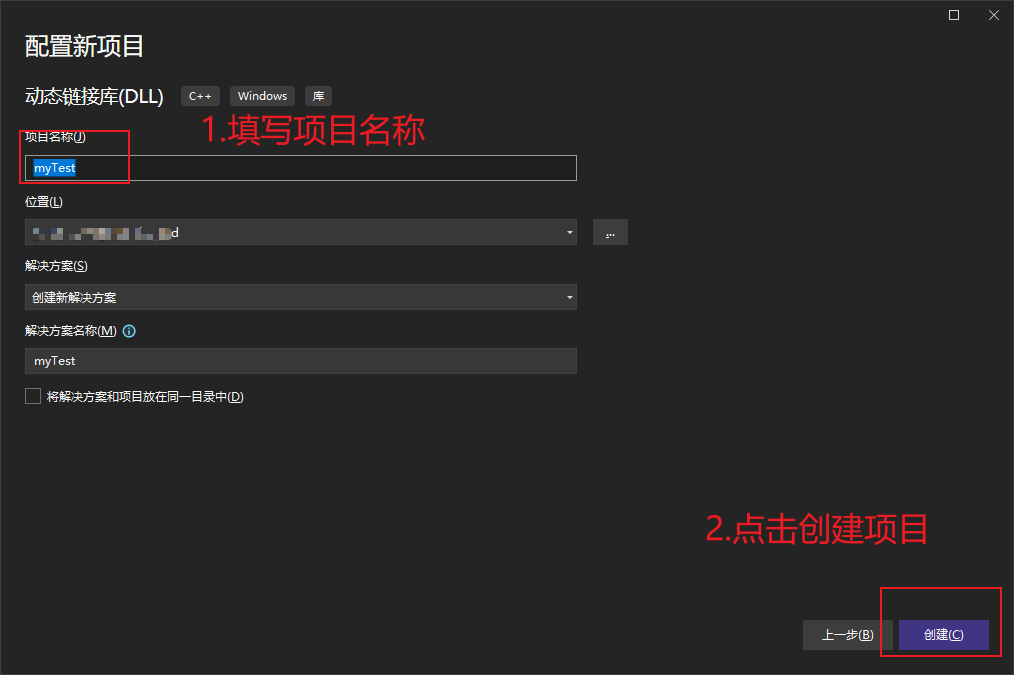 配置新项目
动态链接库(DLL) C++ Windows 库
1.填写项目名称
项目名称(J)
myTest
位置(L)
d
...
解决方案(S)
创建新解决方案
解决方案名称(M)
myTest
将解决方案和项目放在同一目录中(D)
2.点击创建项目
上一步(B) 创建(C)